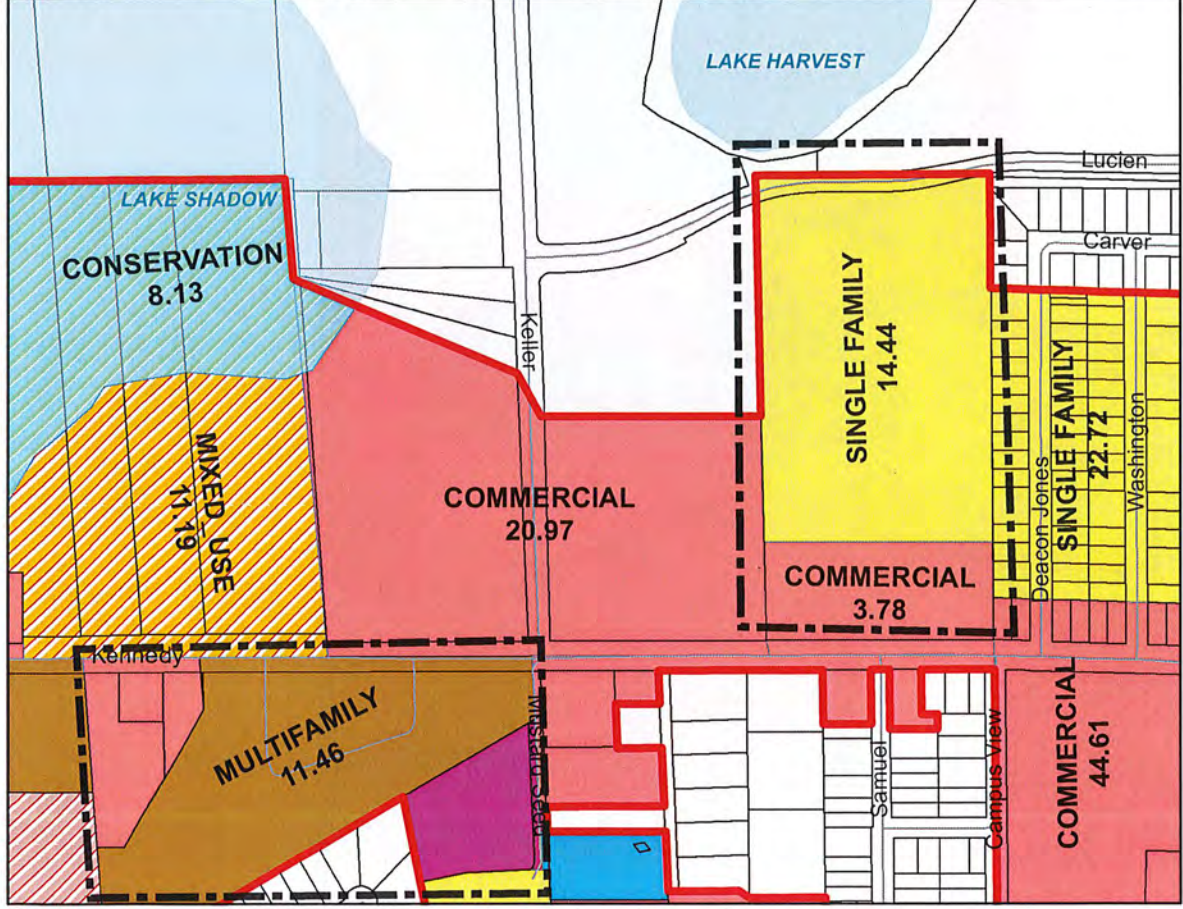 LAKE HARVEST
Lucien
LAKE SHADOW
Carver
CONSERVATION
8.13
Keller
SINGLE FAMILY
14.44
SINGLE FAMILY
22.72
Washington
Deacon Jones
MIXED_USE
11.19
COMMERCIAL
20.97
COMMERCIAL
3.78
Kennedy
MULTIFAMILY
11.46
Mustard Seed
Samuel
Campus View
COMMERCIAL
44.61